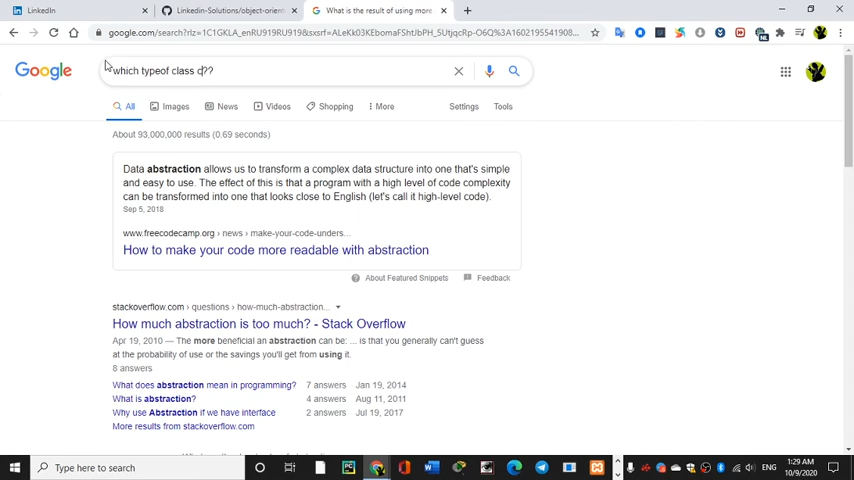 LinkedIn
Linkedin-Solutions/object-orient
What is the result of using more
google.com/search?rlz=1C1GKLA_enRU919RU919&sxsrf=ALeKk03KEbomaFShtJbPH_5UtjqcRp-O6Q%3A1602195541908...
Google
which typeof class c??
All
Images
News
Videos
Shopping
More
Settings
Tools
About 93,000,000 results (0.69 seconds)
Data abstraction allows us to transform a complex data structure into one that's simple
and easy to use. The effect of this is that a program with a high level of code complexity
can be transformed into one that looks close to English (let's call it high-level code).
Sep 5, 2018
www.freecodecamp.org › news › make-your-code-unders...
How to make your code more readable with abstraction
About Featured Snippets
Feedback
stackoverflow.com › questions › how-much-abstraction...
How much abstraction is too much? - Stack Overflow
Apr 19, 2010 — The more beneficial an abstraction can be: ... is that you generally can't guess
at the probability of use or the savings you'll get from using it.
8 answers
What does abstraction mean in programming? 7 answers Jan 19, 2014
What is abstraction? 4 answers Aug 11, 2011
Why use Abstraction if we have interface 2 answers Jul 19, 2017
More results from stackoverflow.com
Type here to search
ENG
1:29 AM
10/9/2020